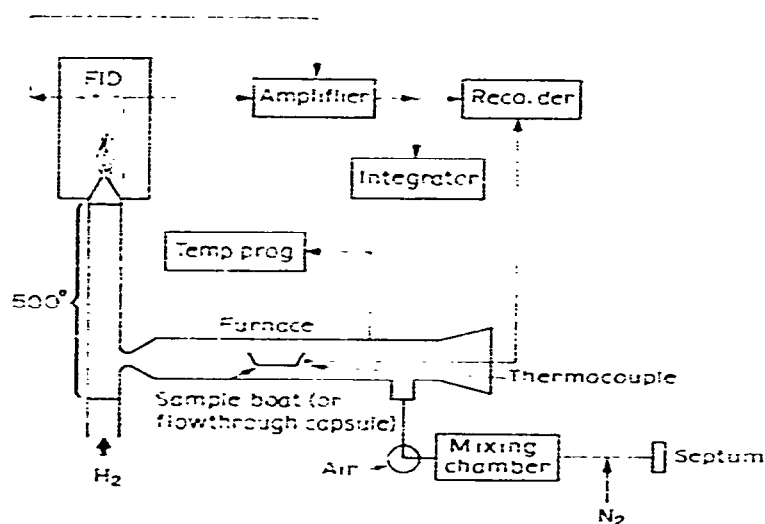 FID
Amplifier
Recorder
Integrator
Temp prog
500°
Furnace
Thermocouple
Sample boat (or
flowthrough capsule)
Mixing
chamber
Septum
Air
H₂
N₂